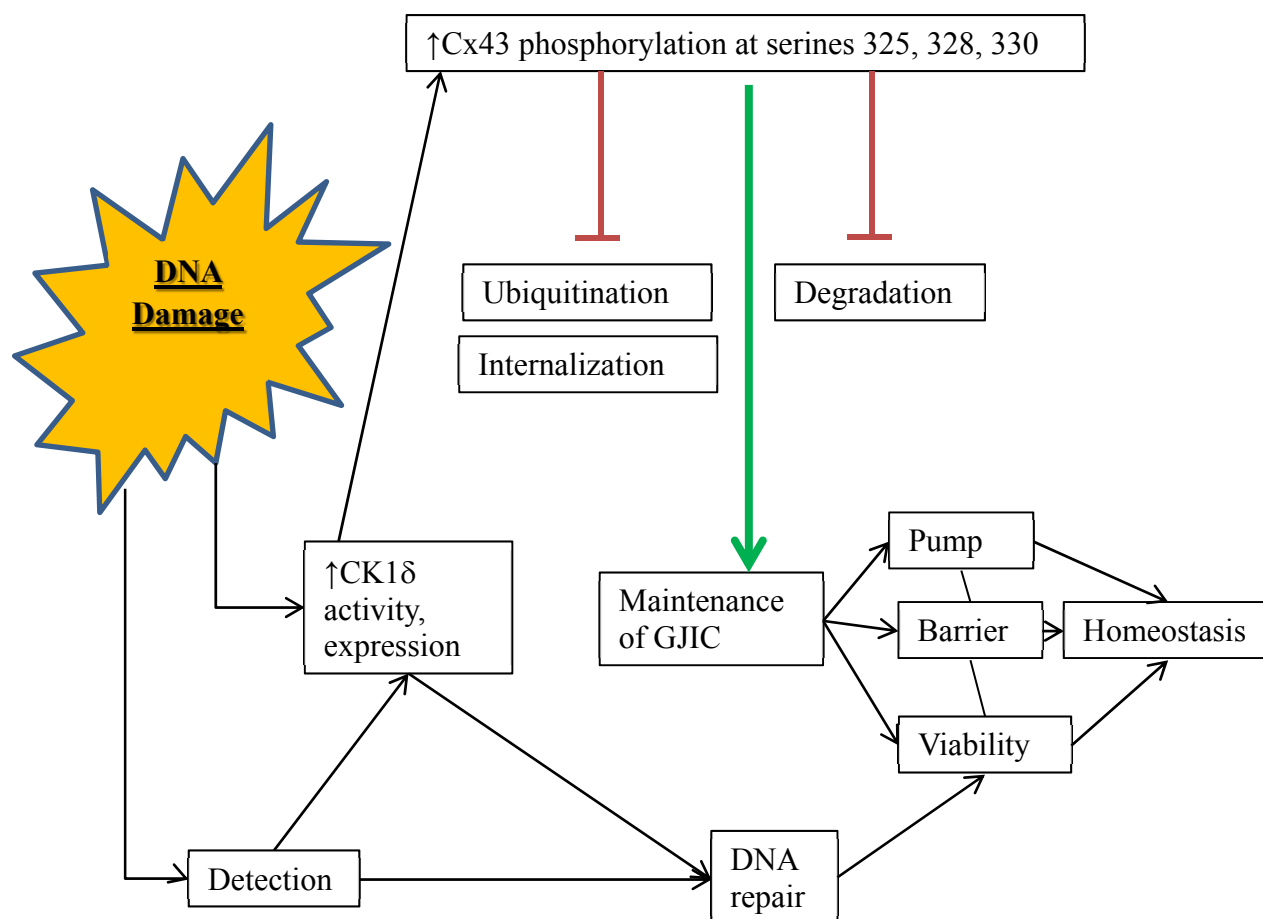 ↑Cx43 phosphorylation at serines 325, 328, 330
DNA
Damage
Ubiquitination
Degradation
Internalization
↑CK1δ
activity,
expression
Maintenance
of GJIC
Pump
Barrier
Homeostasis
Viability
Detection
DNA
repair